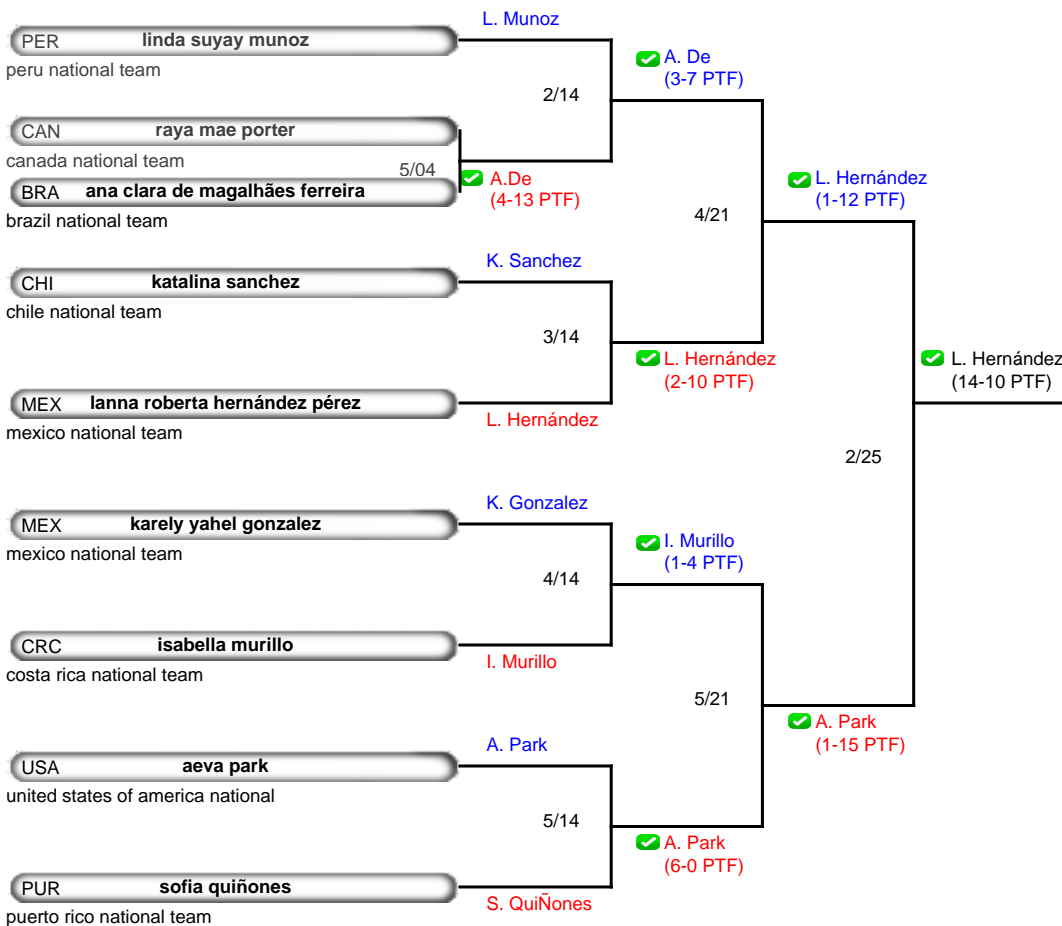 L. Munoz
PER linda suyay munoz
peru national team
A. De
(3-7 PTF)
2/14
CAN raya mae porter
canada national team
5/04
A.De
(4-13 PTF)
BRA ana clara de magalhães ferreira
brazil national team
L. Hernández
(1-12 PTF)
4/21
K. Sanchez
CHI katalina sanchez
chile national team
3/14
L. Hernández
(2-10 PTF)
L. Hernández
(14-10 PTF)
MEX lanna roberta hernández pérez
L. Hernández
mexico national team
2/25
K. Gonzalez
MEX karely yahel gonzalez
mexico national team
I. Murillo
(1-4 PTF)
4/14
CRC isabella murillo
I. Murillo
costa rica national team
5/21
A. Park
(1-15 PTF)
A. Park
USA aeva park
united states of america national
5/14
A. Park
(6-0 PTF)
PUR sofia quiñones
S. QuiÑones
puerto rico national team